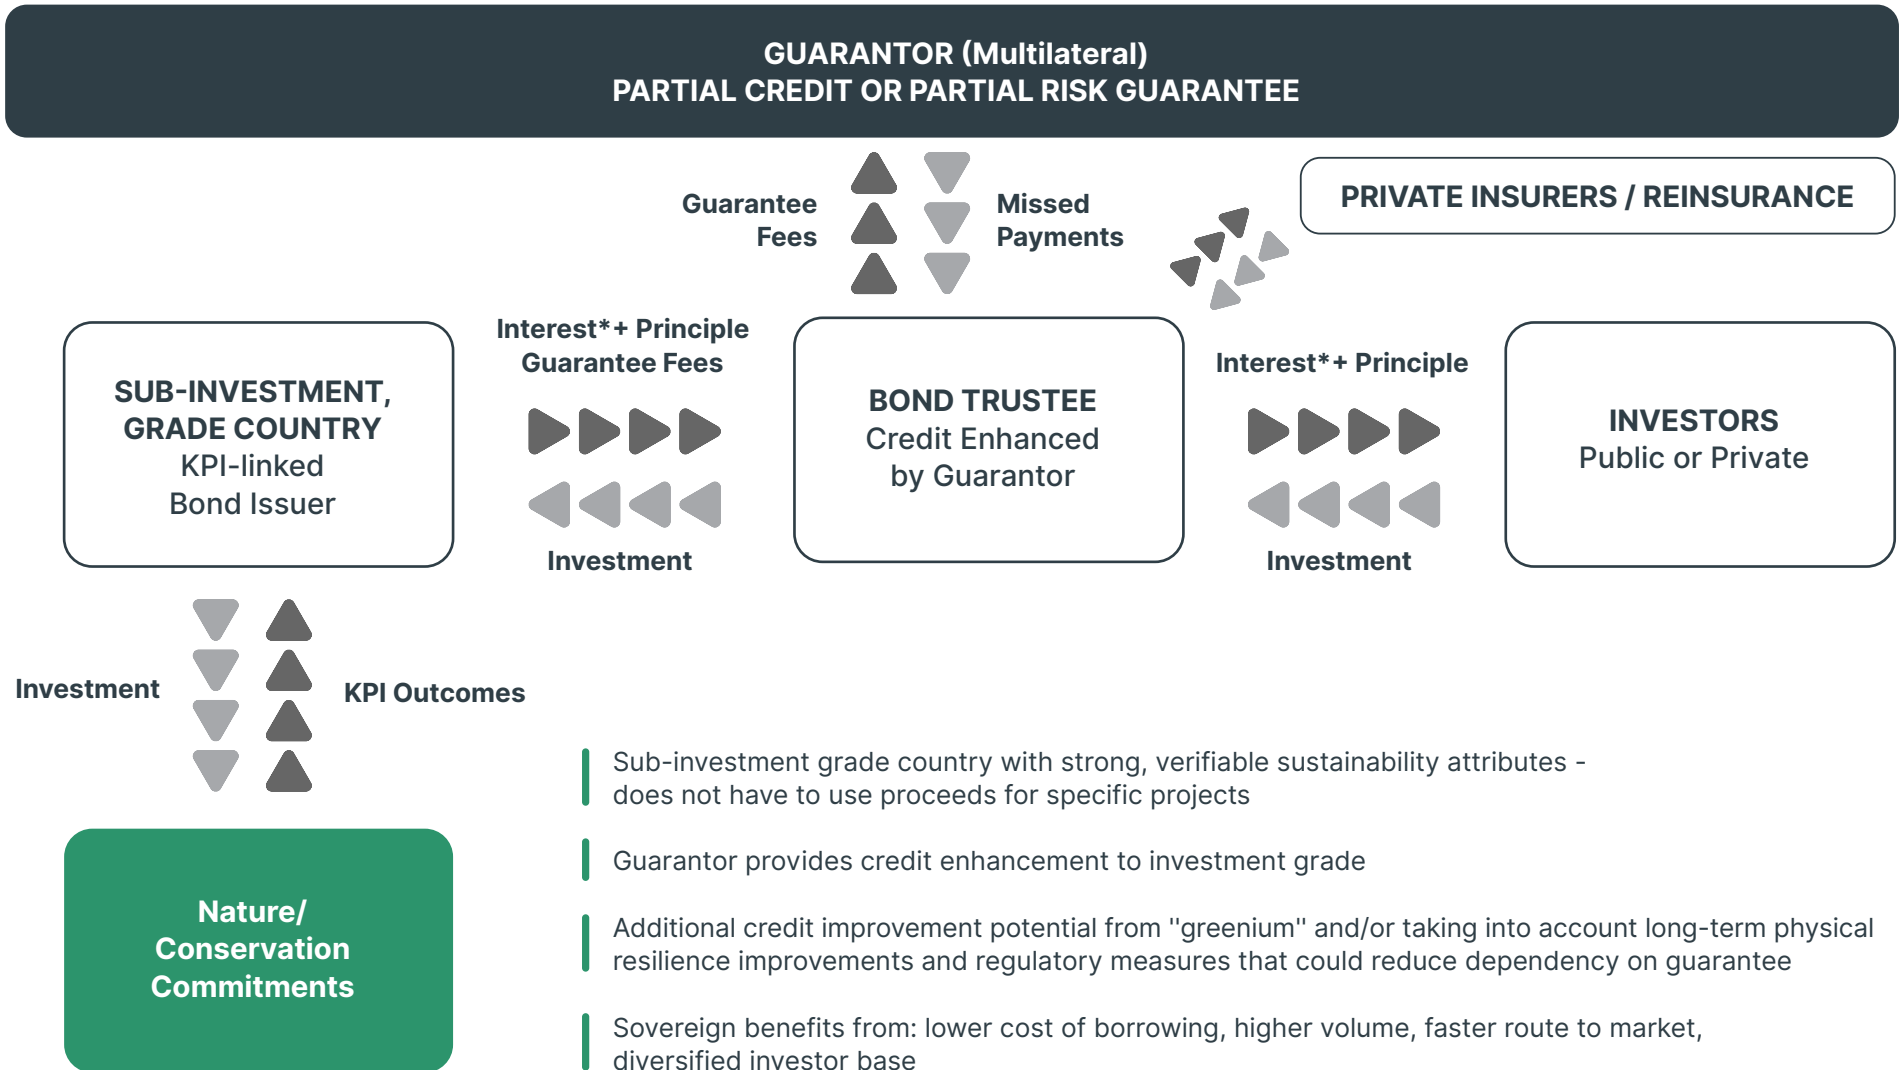 GUARANTOR (Multilateral)
PARTIAL CREDIT OR PARTIAL RISK GUARANTEE
Guarantee
Fees
Missed
Payments
PRIVATE INSURERS / REINSURANCE
SUB-INVESTMENT,
GRADE COUNTRY
KPI-linked
Bond Issuer
Interest*+ Principle
Guarantee Fees
Investment
BOND TRUSTEE
Credit Enhanced
by Guarantor
Interest*+ Principle
Investment
INVESTORS
Public or Private
Investment
KPI Outcomes
Nature/
Conservation
Commitments
Sub-investment grade country with strong, verifiable sustainability attributes -
does not have to use proceeds for specific projects
Guarantor provides credit enhancement to investment grade
Additional credit improvement potential from "greenium" and/or taking into account long-term physical
resilience improvements and regulatory measures that could reduce dependency on guarantee
Sovereign benefits from: lower cost of borrowing, higher volume, faster route to market,
diversified investor base